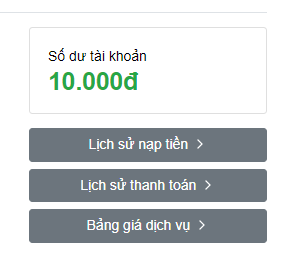 Số dư tài khoản
10.000đ
Lịch sử nạp tiền
Lịch sử thanh toán
Bảng giá dịch vụ